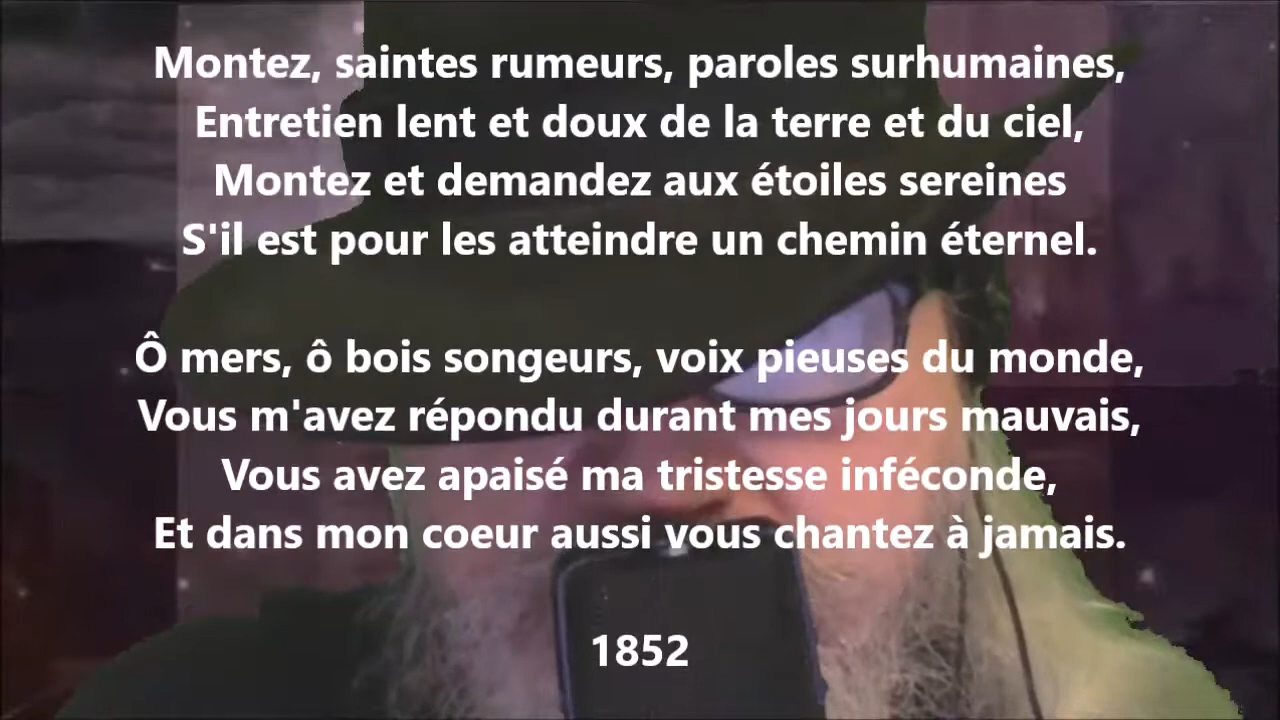 Montez, saintes rumeurs, paroles surhumaines,
Entretien lent et doux de la terre et du ciel,
Montez et demandez aux étoiles sereines
S'il est pour les atteindre un chemin éternel.
Ô mers, ô bois songeurs, voix pieuses du monde,
Vous m'avez répondu durant mes jours mauvais,
Vous avez apaisé ma tristesse inféconde,
Et dans mon coeur aussi vous chantez à jamais.
1852